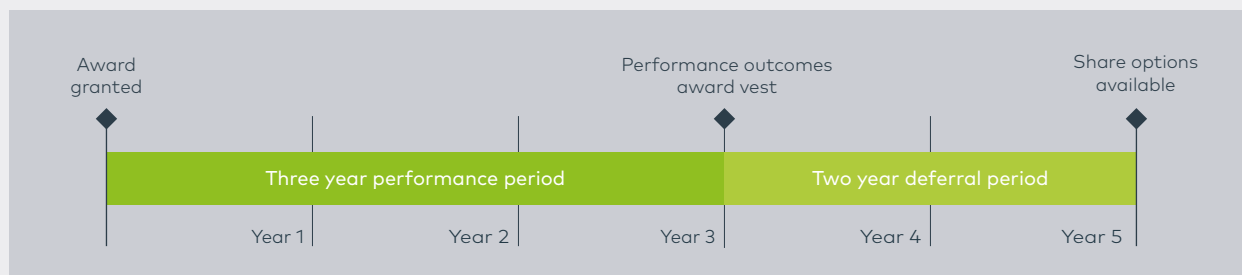 Award
granted
Performance outcomes
award vest
Share options
available
Three year performance period
Two year deferral period
Year 1
Year 2
Year 3
Year 4
Year 5